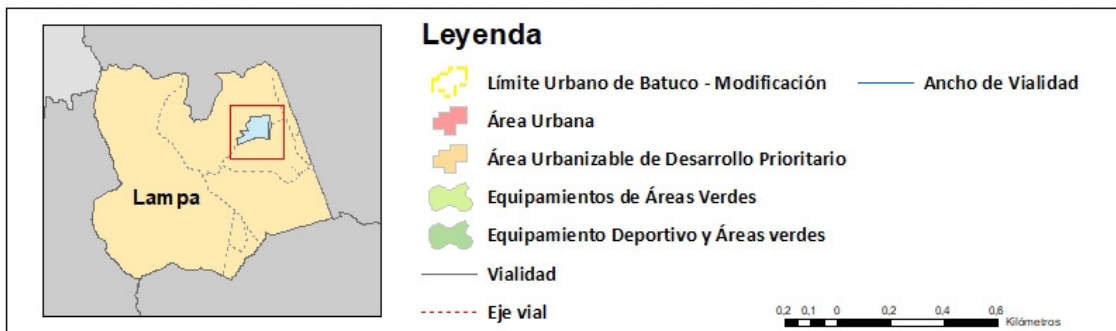 Leyenda
Límite Urbano de Batuco - Modificación
Ancho de Vialidad
Área Urbana
Área Urbanizable de Desarrollo Prioritario
Equipamientos de Áreas Verdes
Equipamiento Deportivo y Áreas verdes
Vialidad
Eje vial
Lampa
0,2 0,1 0 0,2 0,4 0,6
Kilómetros